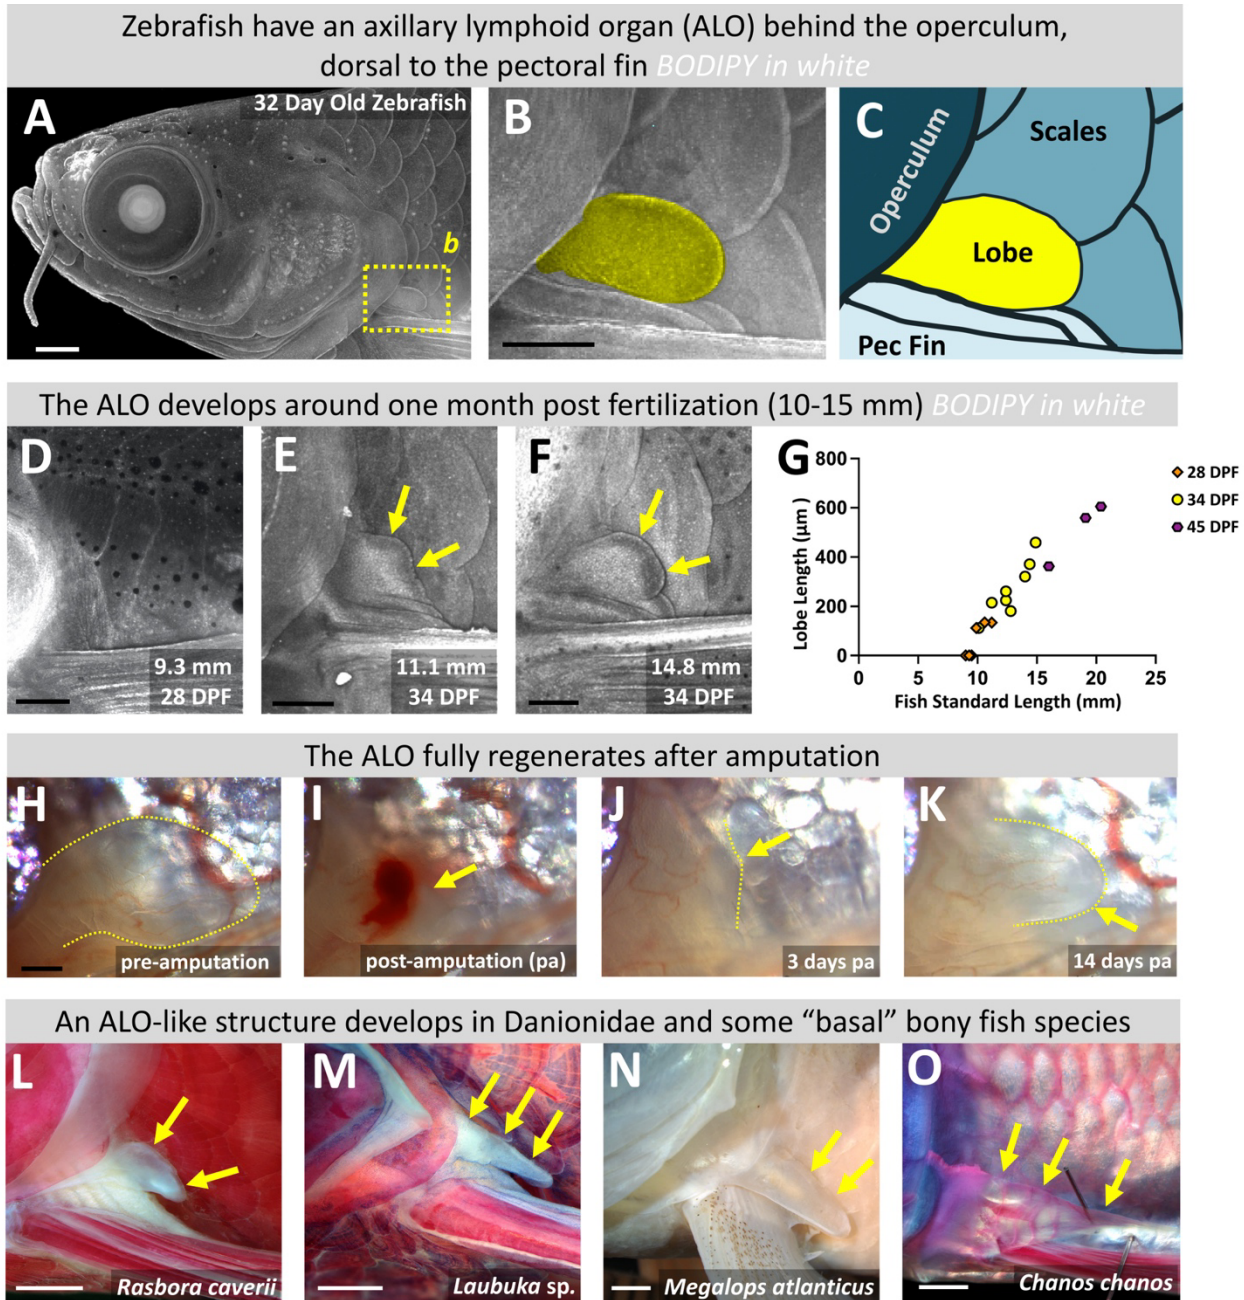 Zebrafish have an axillary lymphoid organ (ALO) behind the operculum,
dorsal to the pectoral fin BODIPY in white
A
32 Day Old Zebrafish
b
B
C
Operculum
Scales
Lobe
Pec Fin
The ALO develops around one month post fertilization (10-15 mm) BODIPY in white
D
9.3 mm
28 DPF
E
11.1 mm
34 DPF
F
14.8 mm
34 DPF
G
Lobe Length (µm)
800
600
400
200
0
0 5 10 15 20 25
Fish Standard Length (mm)
28 DPF
34 DPF
45 DPF
The ALO fully regenerates after amputation
H
pre-amputation
I
post-amputation (pa)
J
3 days pa
K
14 days pa
An ALO-like structure develops in Danionidae and some “basal” bony fish species
L
Rasbora caverii
M
Laubuka sp.
N
Megalops atlanticus
O
Chanos chanos